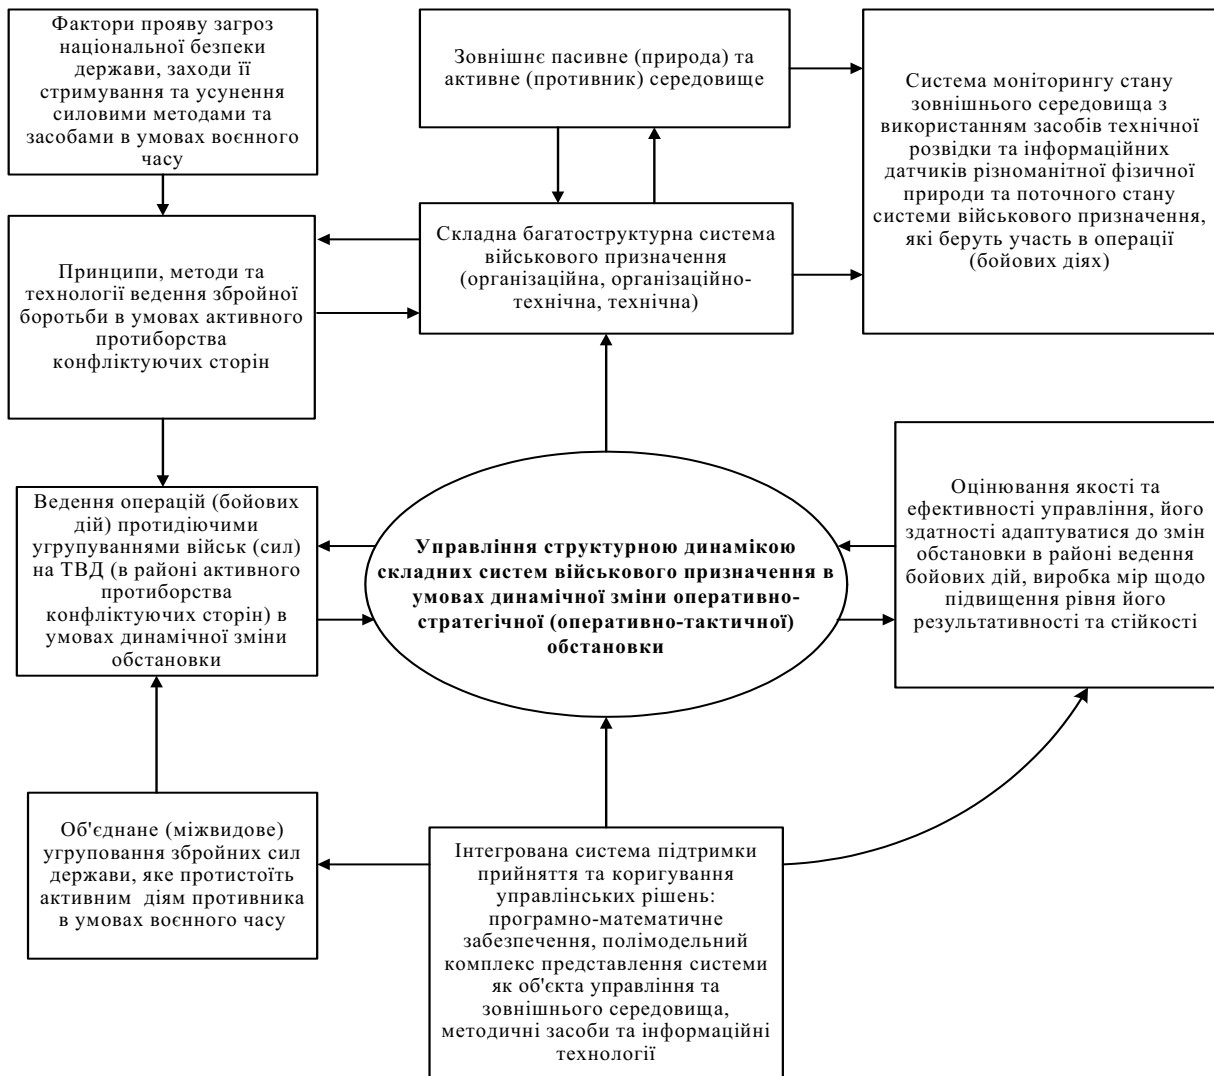 Фактори прояву загроз
національної безпеки
держави, заходи її
стримування та усунення
силовими методами та
засобами в умовах воєнного
часу
Зовнішнє пасивне (природа) та
активне (противник) середовище
Система моніторингу стану
зовнішнього середовища з
використанням засобів технічної
розвідки та інформаційних
датчиків різноманітної фізичної
природи та поточного стану
системи військового призначення,
які беруть участь в операції
(бойових діях)
Принципи, методи та
технології ведення збройної
боротьби в умовах активного
протиборства
конфліктуючих сторін
Складна багатоструктурна система
військового призначення
(організаційна, організаційно-
технічна, технічна)
Ведення операцій (бойових
дій) протидіючими
угрупуваннями військ (сил)
на ТВД (в районі активного
протиборства
конфліктуючих сторін) в
умовах динамічної зміни
обстановки
Управління структурною динамікою
складних систем військового призначення в
умовах динамічної зміни оперативно-
стратегічної (оперативно-тактичної)
обстановки
Оцінювання якості та
ефективності управління, його
здатності адаптуватися до змін
обстановки в районі ведення
бойових дій, виробка мір щодо
підвищення рівня його
результативності та стійкості
Об'єднане (міжвидове)
угруповання збройних сил
держави, яке протистоїть
активним діям противника
в умовах воєнного часу
Інтегрована система підтримки
прийняття та коригування
управлінських рішень:
програмно-математичне
забезпечення, полімодельний
комплекс представлення системи
як об'єкта управління та
зовнішнього середовища,
методичні засоби та інформаційні
технології